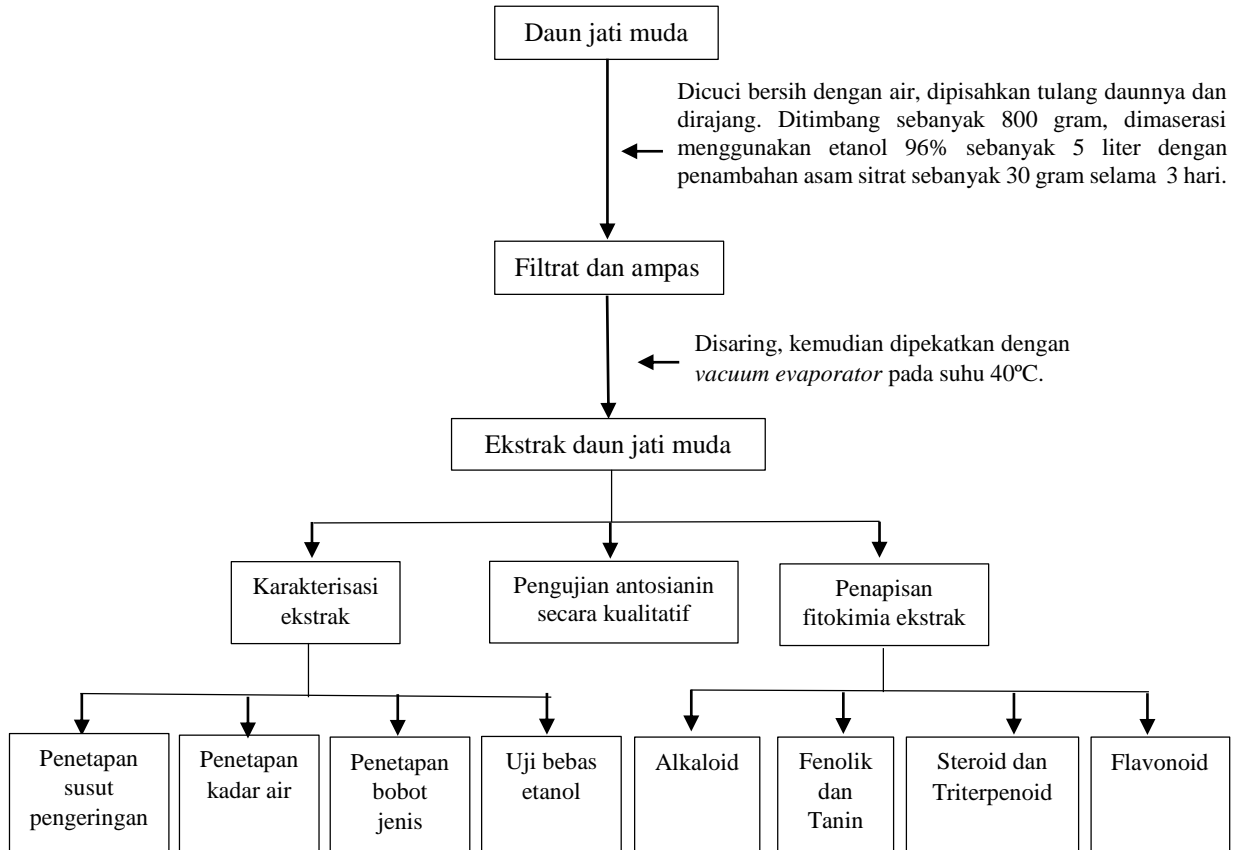 Daun jati muda
Dicuci bersih dengan air, dipisahkan tulang daunnya dan
dirajang. Ditimbang sebanyak 800 gram, dimaserasi
menggunakan etanol 96% sebanyak 5 liter dengan
penambahan asam sitrat sebanyak 30 gram selama 3 hari.
Filtrat dan ampas
Disaring, kemudian dipekatkan dengan
vacuum evaporator pada suhu 40ºC.
Ekstrak daun jati muda
Karakterisasi
ekstrak
Pengujian antosianin
secara kualitatif
Penapisan
fitokimia ekstrak
Penetapan
susut
pengeringan
Penetapan
kadar air
Penetapan
bobot
jenis
Uji bebas
etanol
Alkaloid
Fenolik
dan
Tanin
Steroid dan
Triterpenoid
Flavonoid